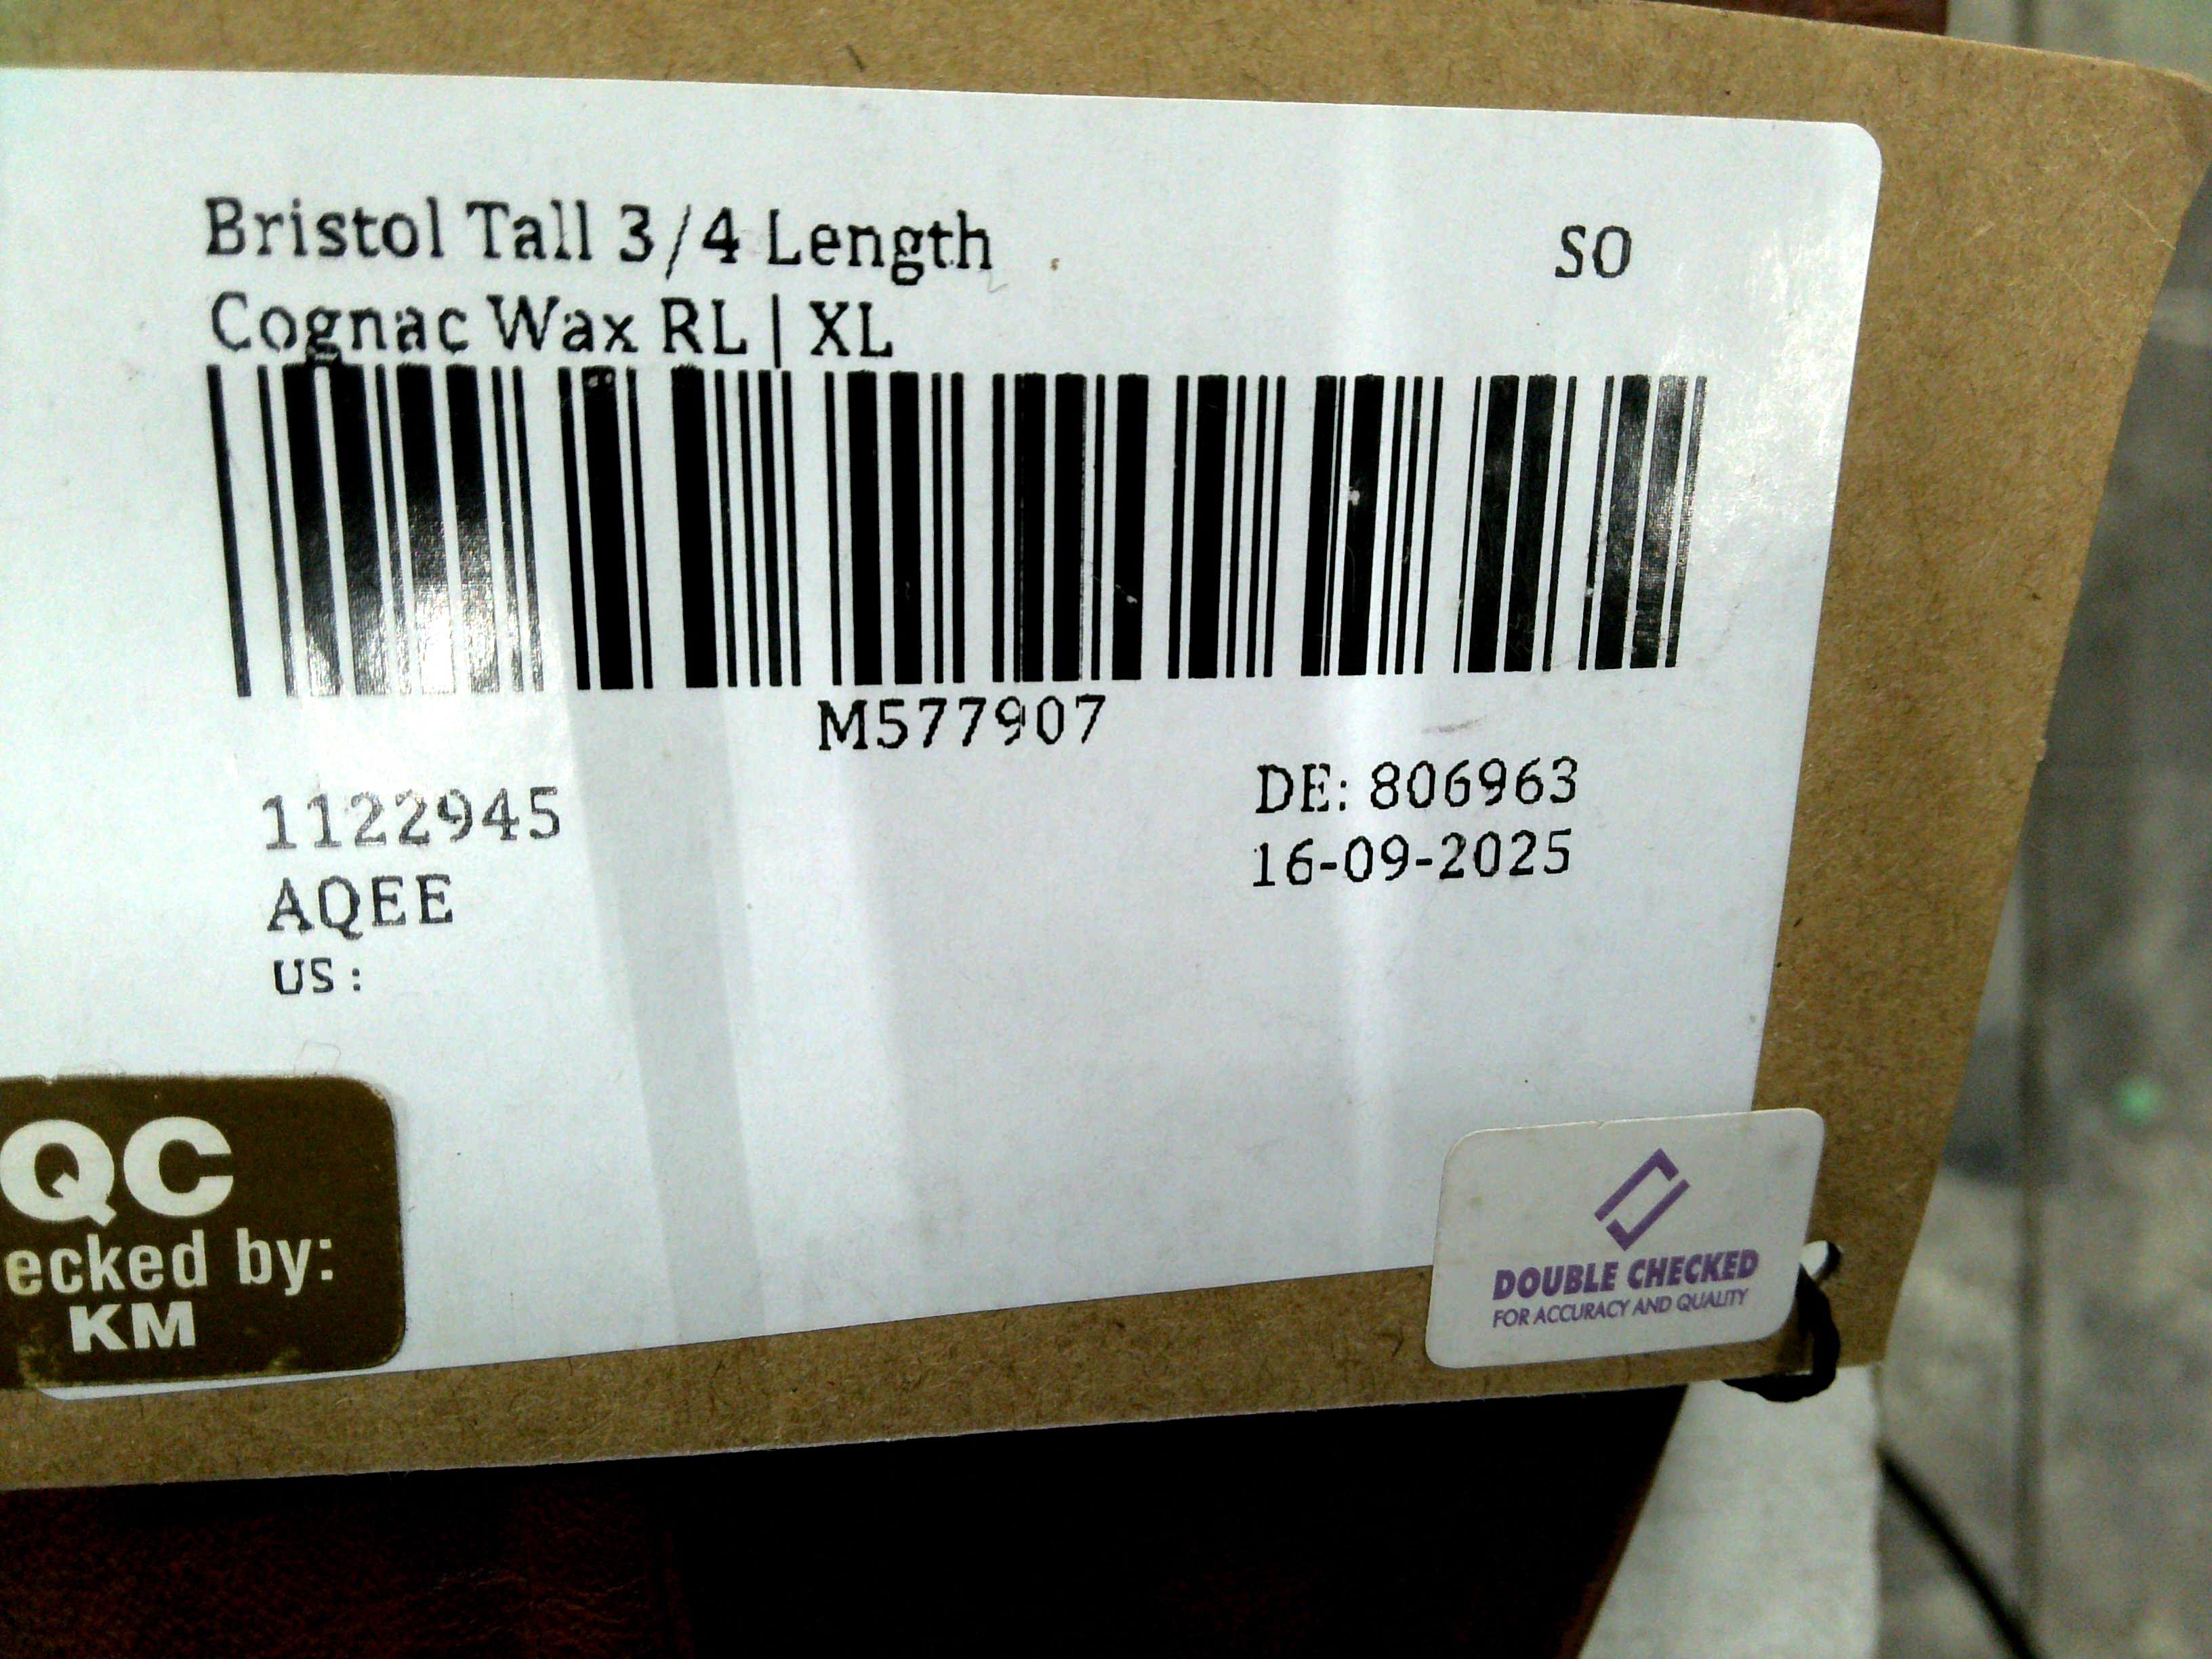 Bristol Tall 3/4 Length
SO
Cognac Wax RL | XL
M577907
1122945
DE: 806963
16-09-2025
AQEE
US:
QC
ecked by:
KM
DOUBLE CHECKED
FOR ACCURACY AND QUALITY